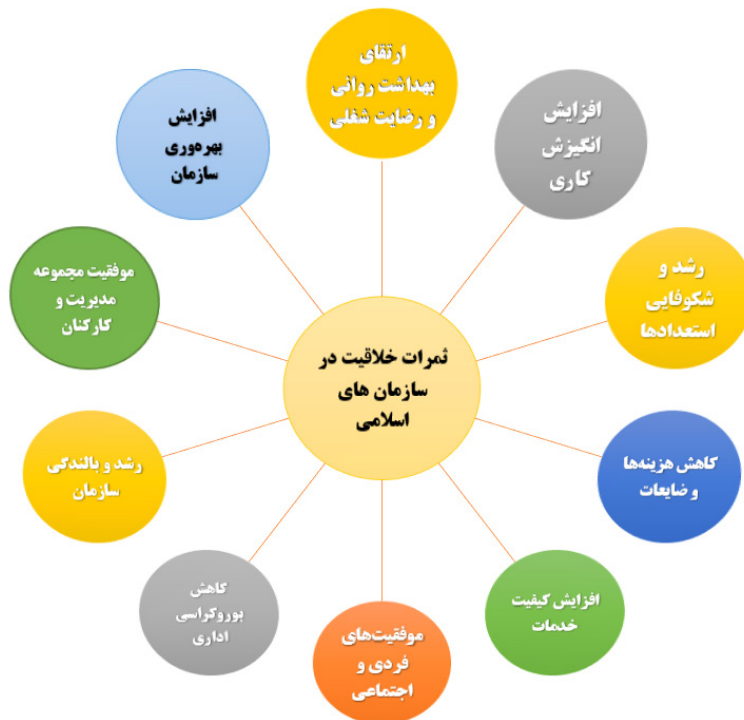 ارتقای
بهداشت روانی
و رضایت شغلی
افزایش
انگیزش
کاری
رشد و
شکوفایی
استعدادها
کاهش هزینه‌ها
و ضایعات
افزایش کیفیت
خدمات
موفقیت‌های
فردی و
اجتماعی
کاهش
بوروکراسی
اداری
رشد و بالندگی
سازمان
موفقیت مجموعه
مدیریت و
کارکنان
افزایش
بهره‌وری
سازمان
ثمرات خلاقیت در
سازمان های
اسلامی